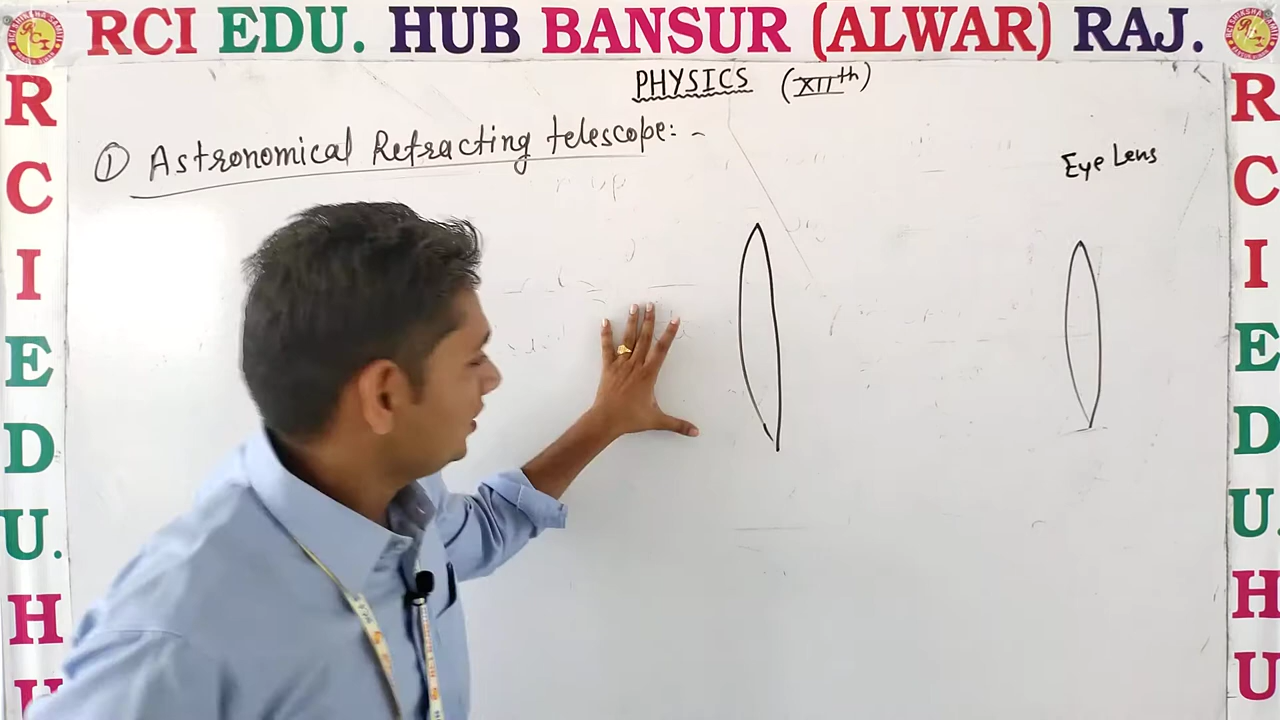 RCI EDU. HUB BANSUR (ALWAR) RAJ.
PHYSICS (XIIth)
① Astronomical Refracting telescope: -
Eye Lens
R
C
I
E
D
U.
H
R
C
I
E
D
U.
H
U